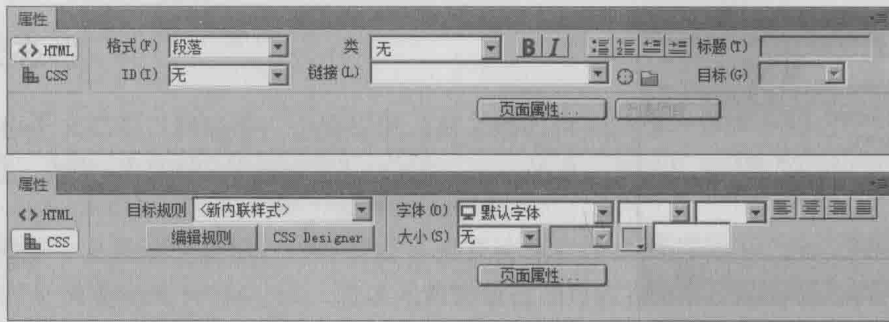 属性
<> HTML 格式(F) 段落 类 无 B I 标题(T)
CSS ID(I) 无 链接(L) 目标(G)
页面属性...
属性
<> HTML 目标规则 <新内联样式> 字体(D) 默认字体
CSS 编辑规则 CSS Designer 大小(S) 无
页面属性...